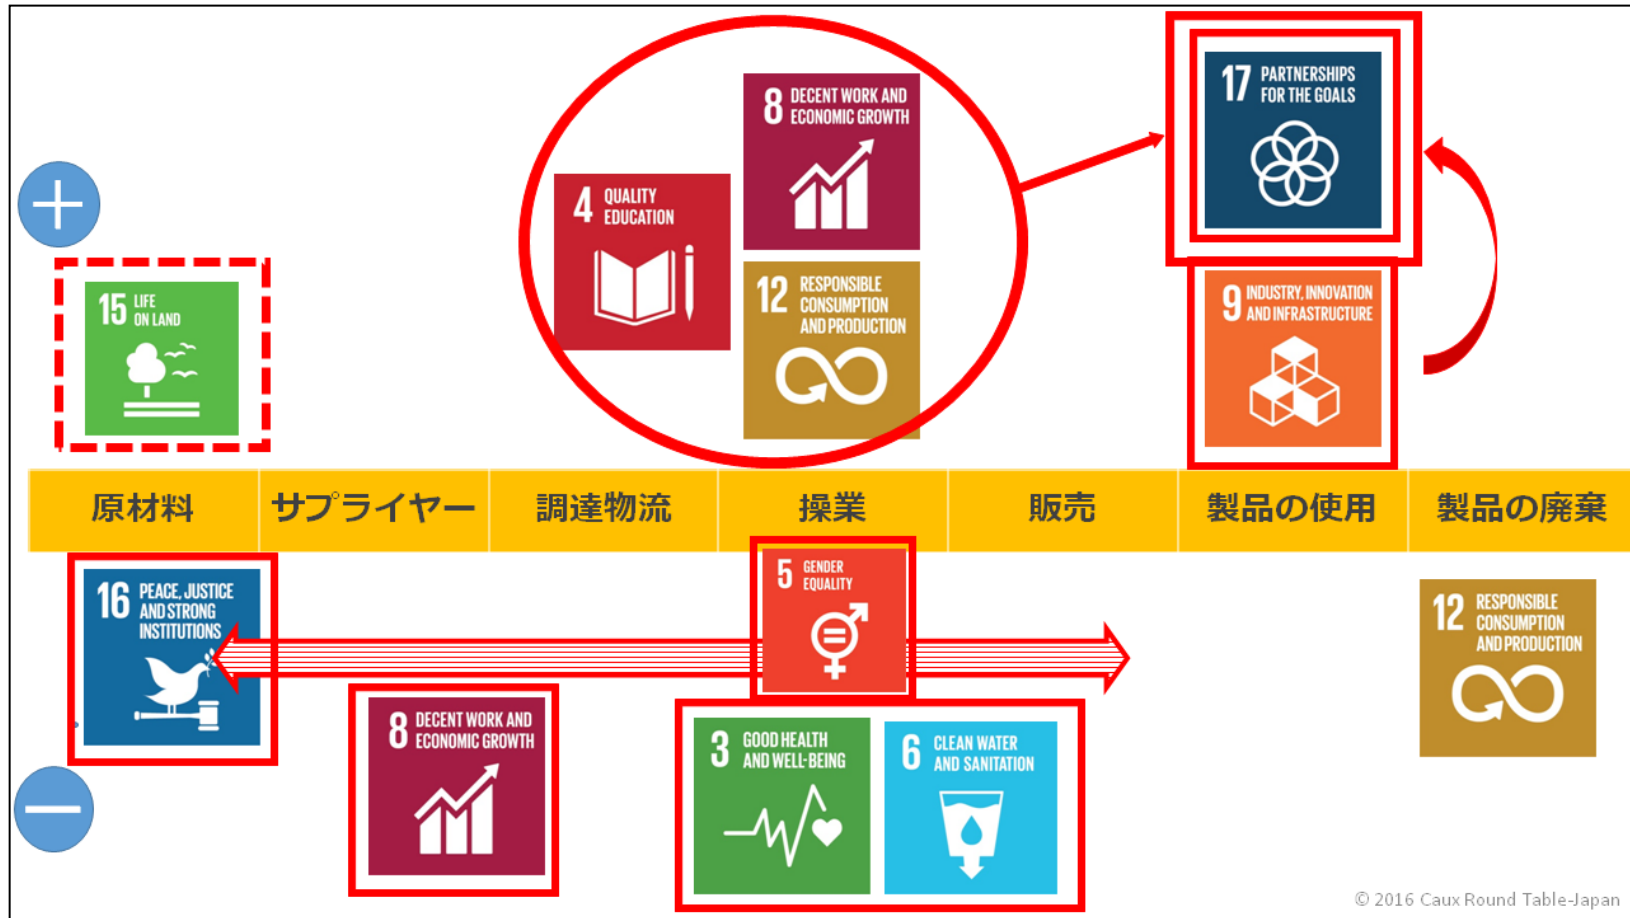 8 DECENT WORK AND
ECONOMIC GROWTH
17 PARTNERSHIPS
FOR THE GOALS
4 QUALITY
EDUCATION
12 RESPONSIBLE
CONSUMPTION
AND PRODUCTION
15 LIFE
ON LAND
9 INDUSTRY, INNOVATION
AND INFRASTRUCTURE
原材料 サプライヤー 調達物流 操業 販売 製品の使用 製品の廃棄
16 PEACE, JUSTICE
AND STRONG
INSTITUTIONS
5 GENDER
EQUALITY
12 RESPONSIBLE
CONSUMPTION
AND PRODUCTION
8 DECENT WORK AND
ECONOMIC GROWTH
3 GOOD HEALTH
AND WELL-BEING
6 CLEAN WATER
AND SANITATION
© 2016 Caux Round Table-Japan